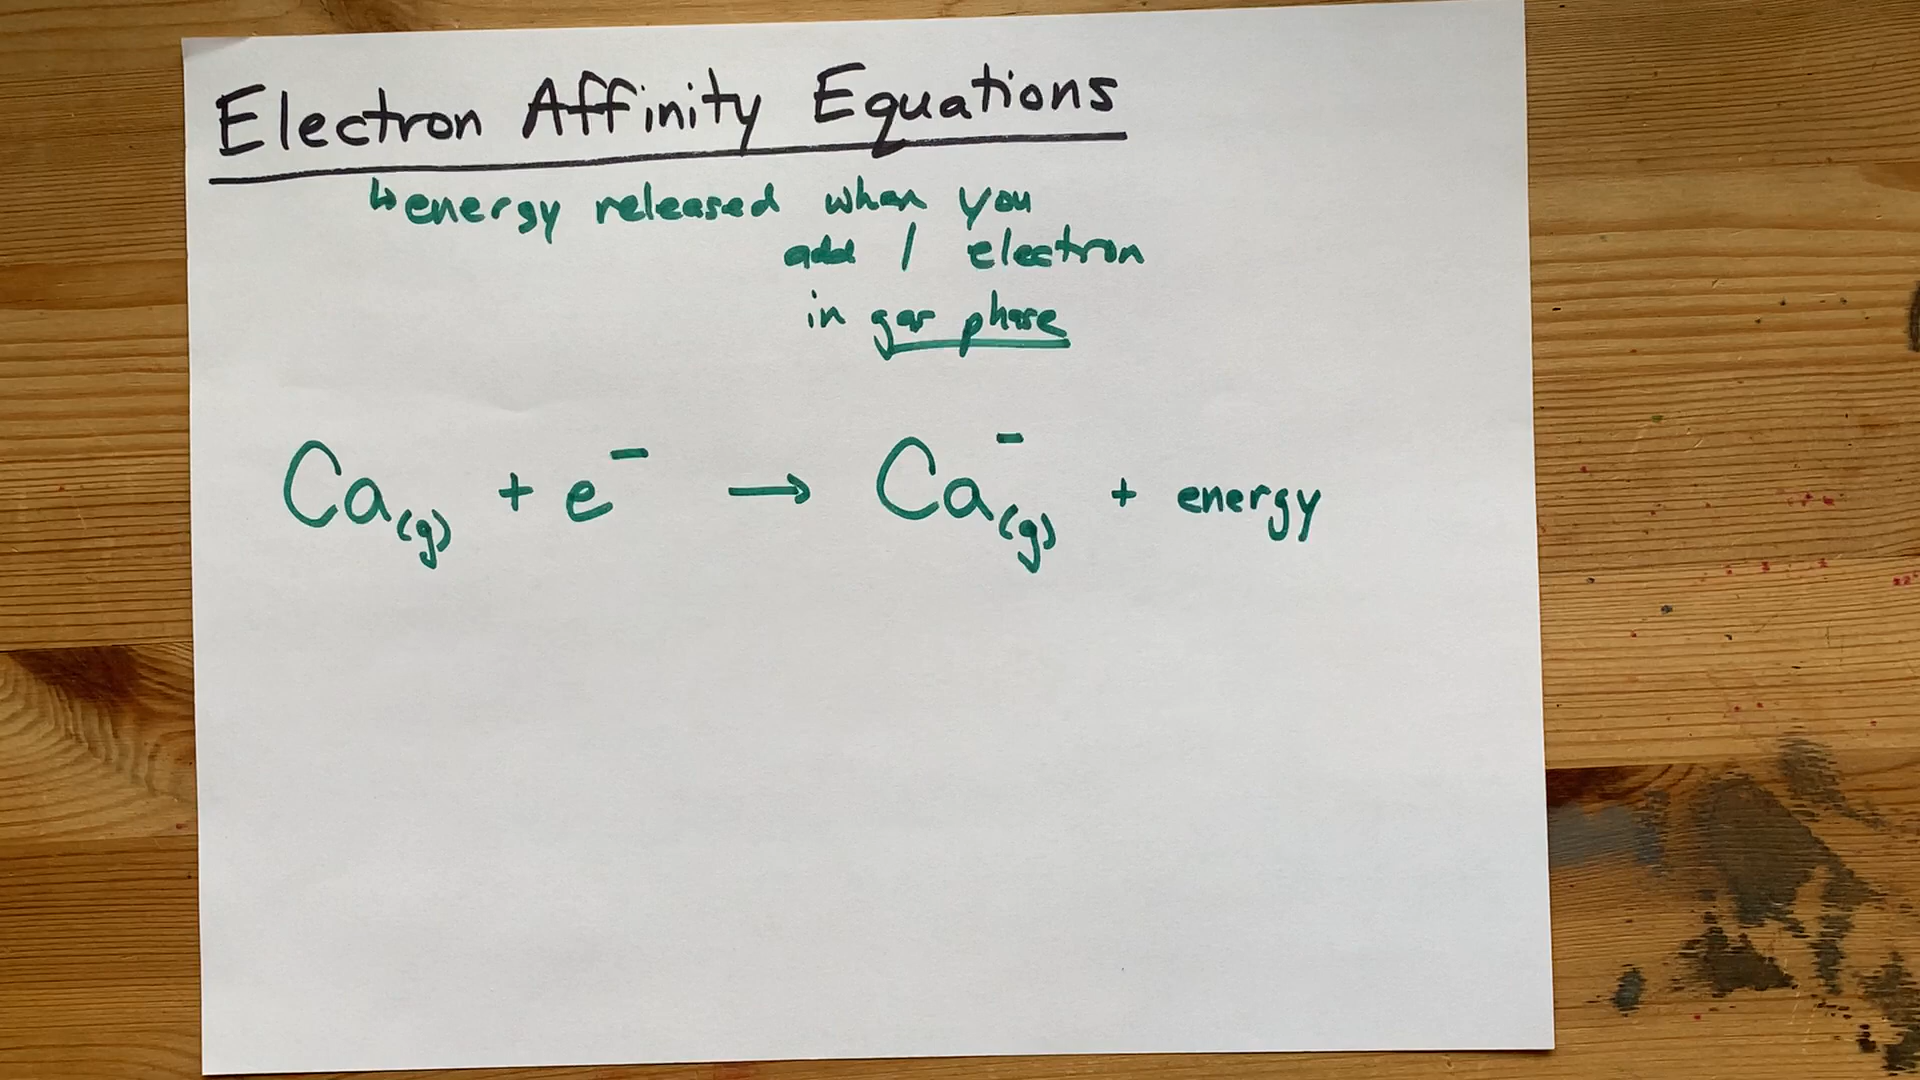 Electron Affinity Equations
↳ energy released when you
add 1 electron
in gas phase
Ca(g) + e⁻ → Ca⁻(g) + energy